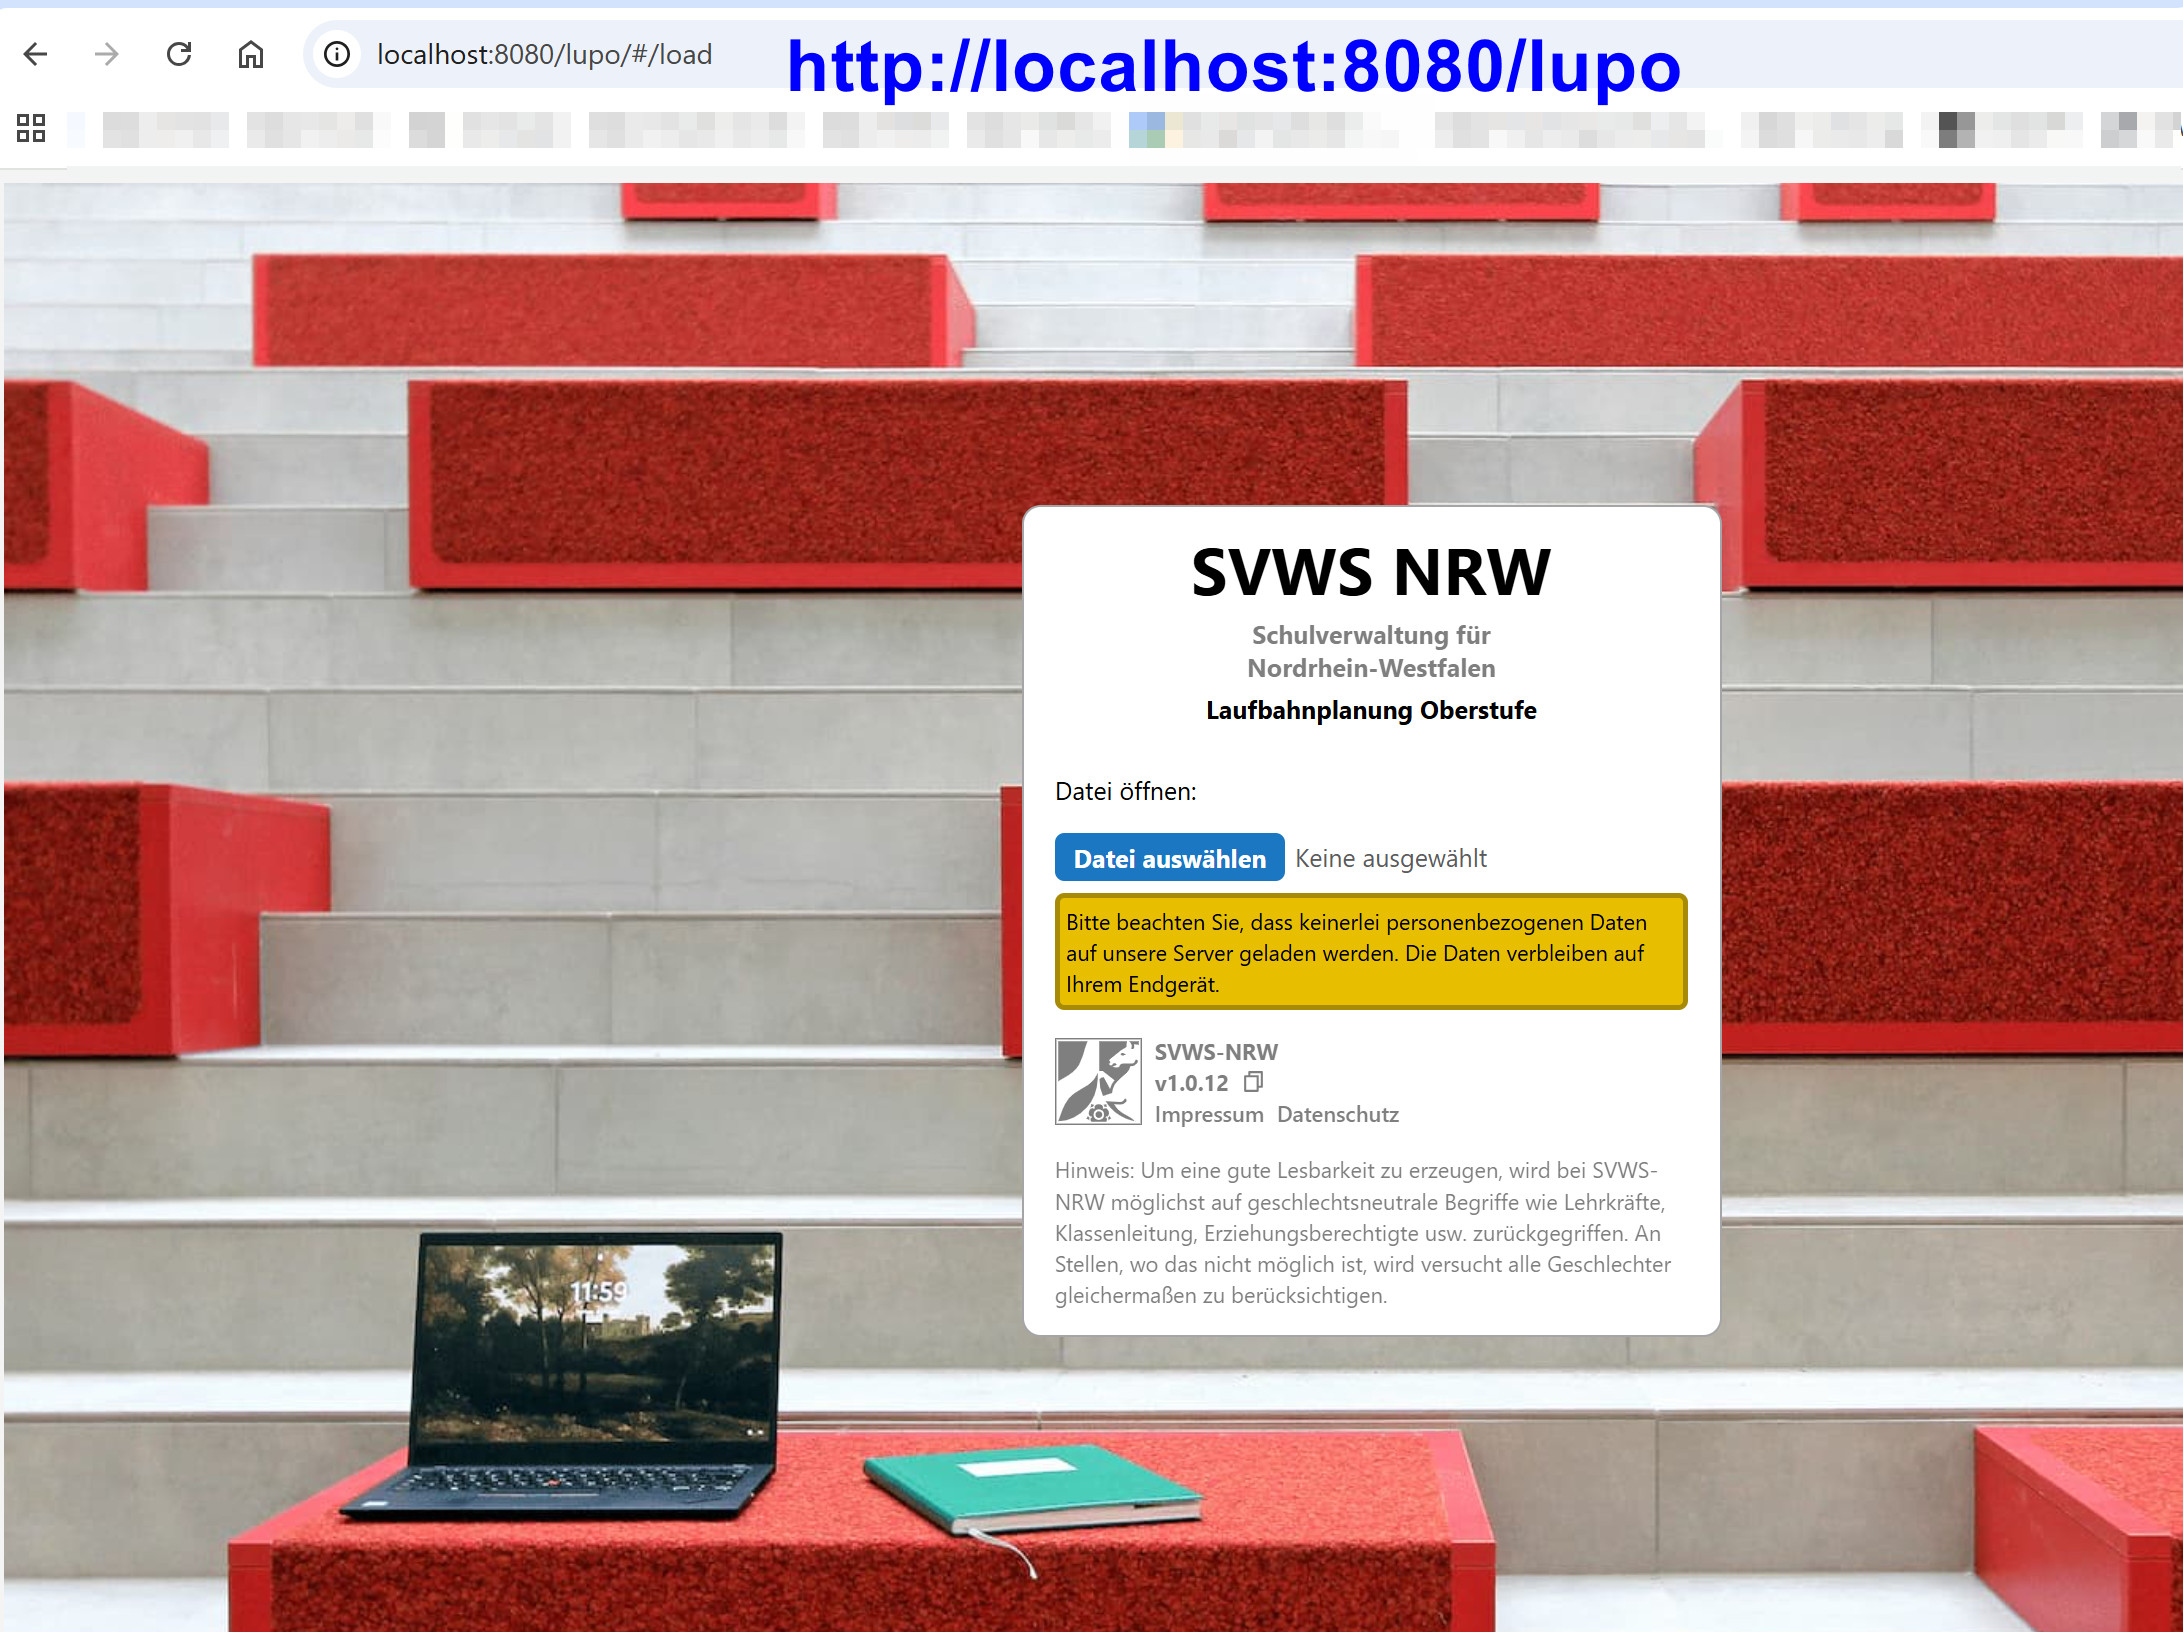 localhost:8080/lupo/#/load
http://localhost:8080/lupo
SVWS NRW
Schulverwaltung für
Nordrhein-Westfalen
Laufbahnplanung Oberstufe
Datei öffnen:
Datei auswählen Keine ausgewählt
Bitte beachten Sie, dass keinerlei personenbezogenen Daten
auf unsere Server geladen werden. Die Daten verbleiben auf
Ihrem Endgerät.
SVWS-NRW
v1.0.12
Impressum Datenschutz
Hinweis: Um eine gute Lesbarkeit zu erzeugen, wird bei SVWS-
NRW möglichst auf geschlechtsneutrale Begriffe wie Lehrkräfte,
Klassenleitung, Erziehungsberechtigte usw. zurückgegriffen. An
Stellen, wo das nicht möglich ist, wird versucht alle Geschlechter
gleichermaßen zu berücksichtigen.
11:59